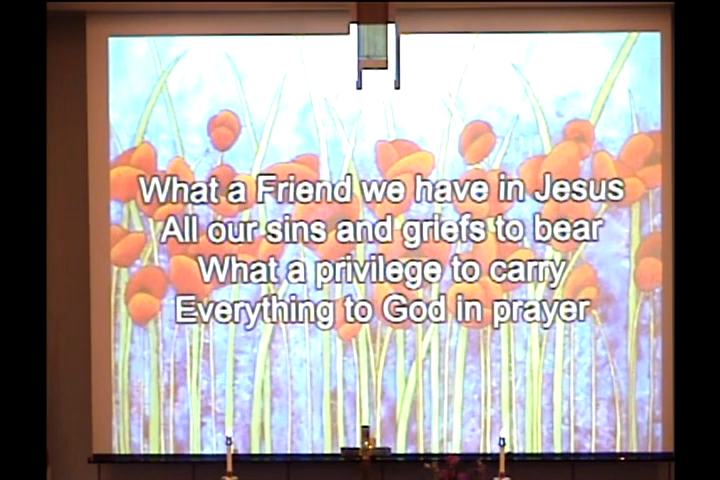 What a Friend we have in Jesus
All our sins and griefs to bear
What a privilege to carry
Everything to God in prayer